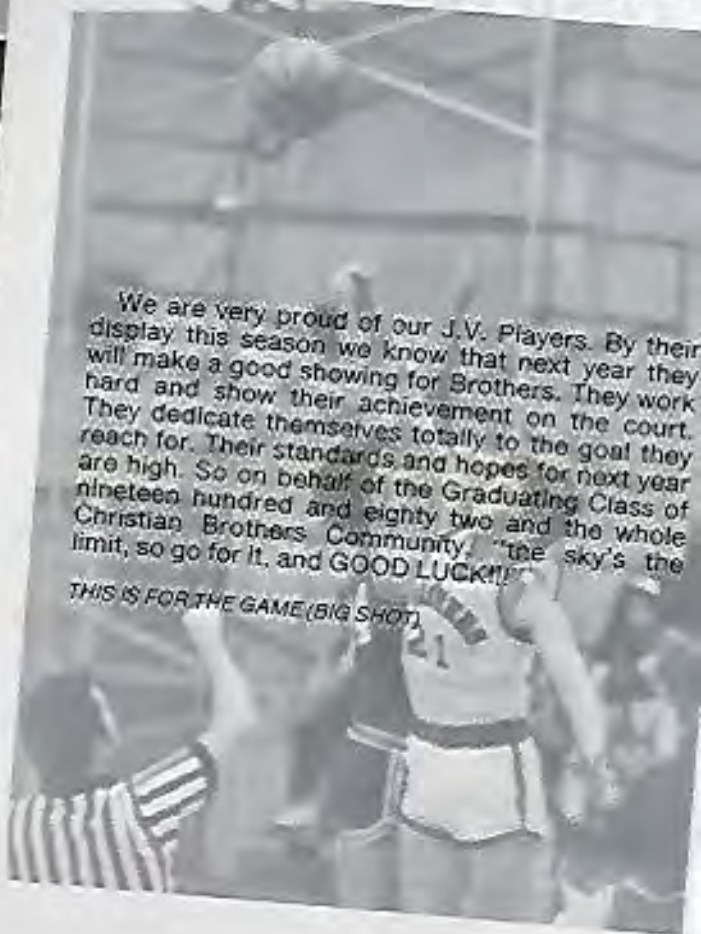 We are very proud of our J.V. Players. By their
display this season we know that next year they
will make a good showing for Brothers. They work
hard and show their achievement on the court.
They dedicate themselves totally to the goal they
reach for. Their standards and hopes for next year
are high. So on behalf of the Graduating Class of
nineteen hundred and eighty two and the whole
Christian Brothers Community, "the sky's the
limit, so go for it, and GOOD LUCK!!!"
THIS IS FOR THE GAME (BIG SHOT)
21